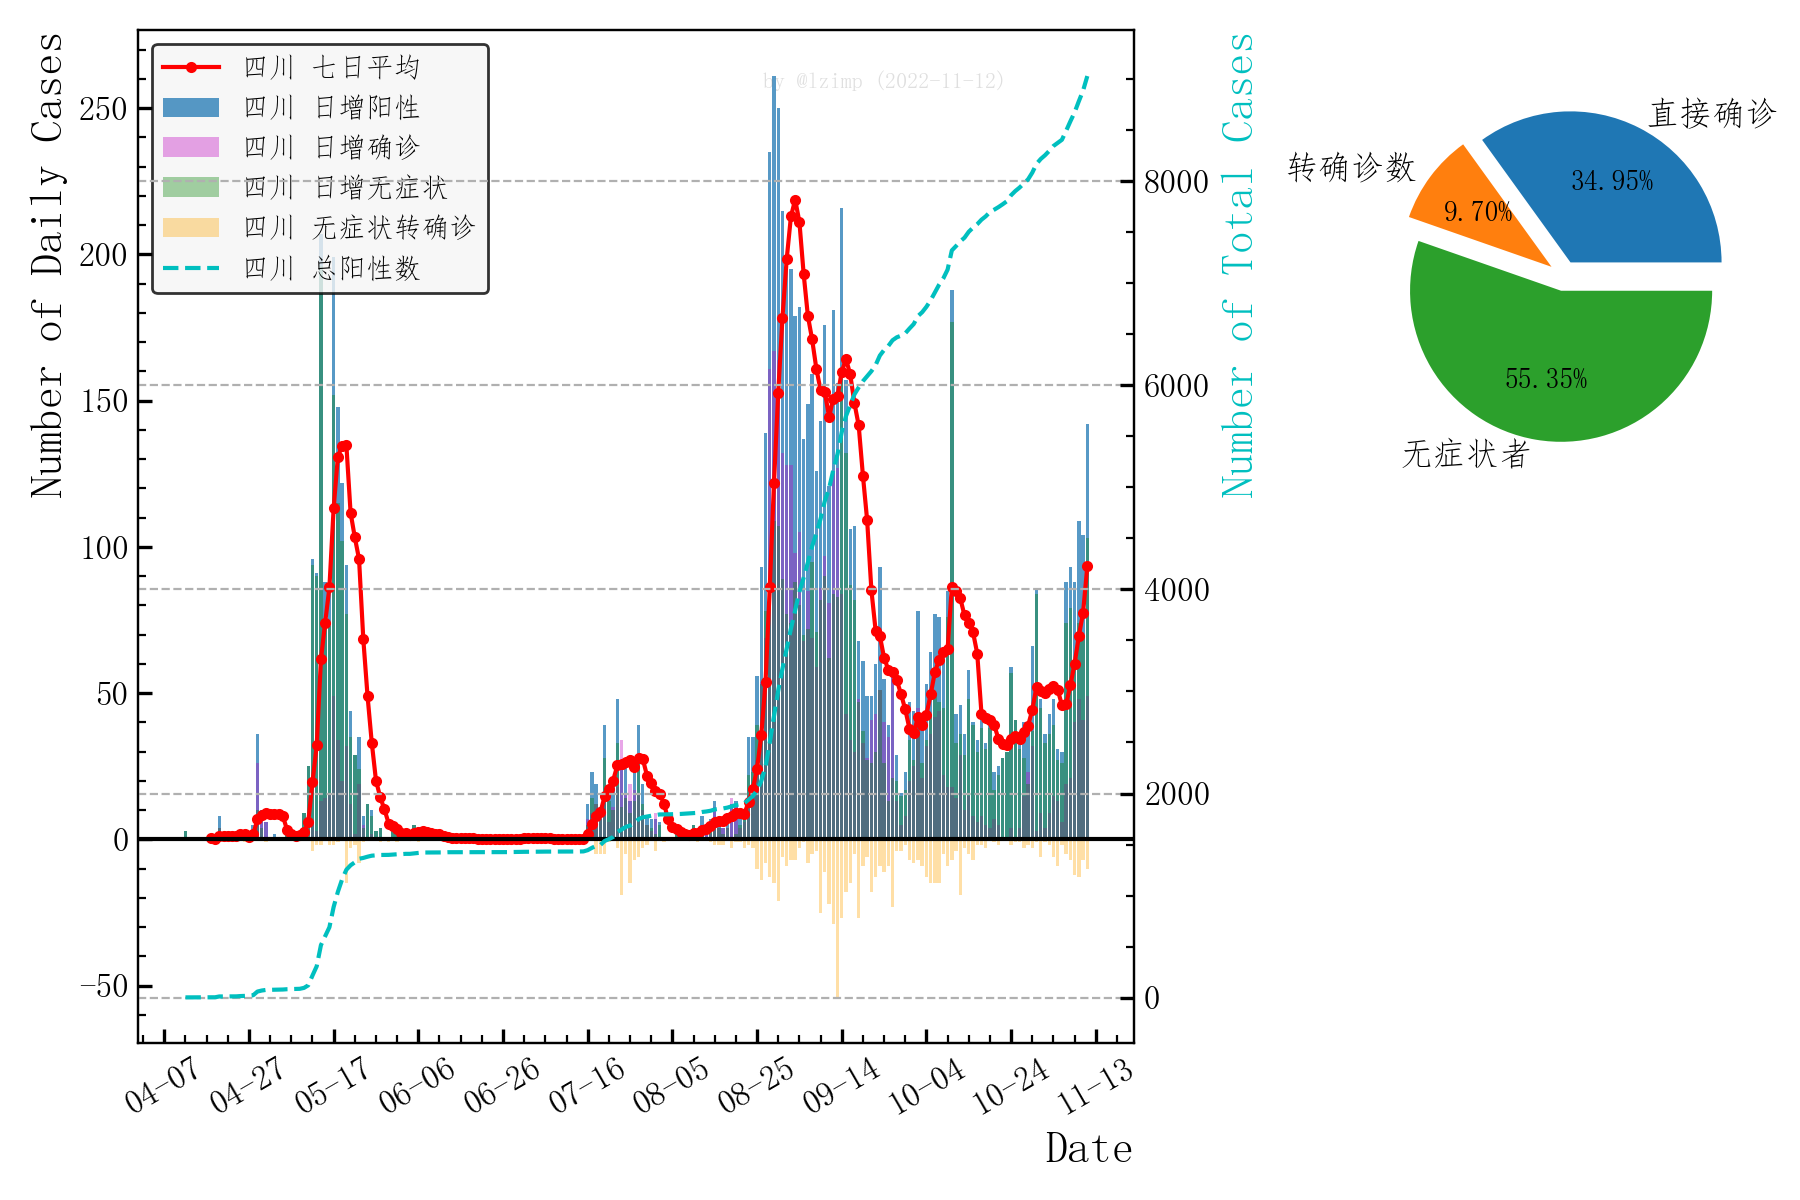 Number of Daily Cases
250
200
150
100
50
0
−50
四川 七日平均
四川 日增阳性
四川 日增确诊
四川 日增无症状
四川 无症状转确诊
四川 总阳性数
by @lzimp (2022-11-12)
8000
6000
4000
2000
0
Number of Total Cases
04-07
04-27
05-17
06-06
06-26
07-16
08-05
08-25
09-14
10-04
10-24
11-13
Date
直接确诊
34.95%
转确诊数
9.70%
55.35%
无症状者